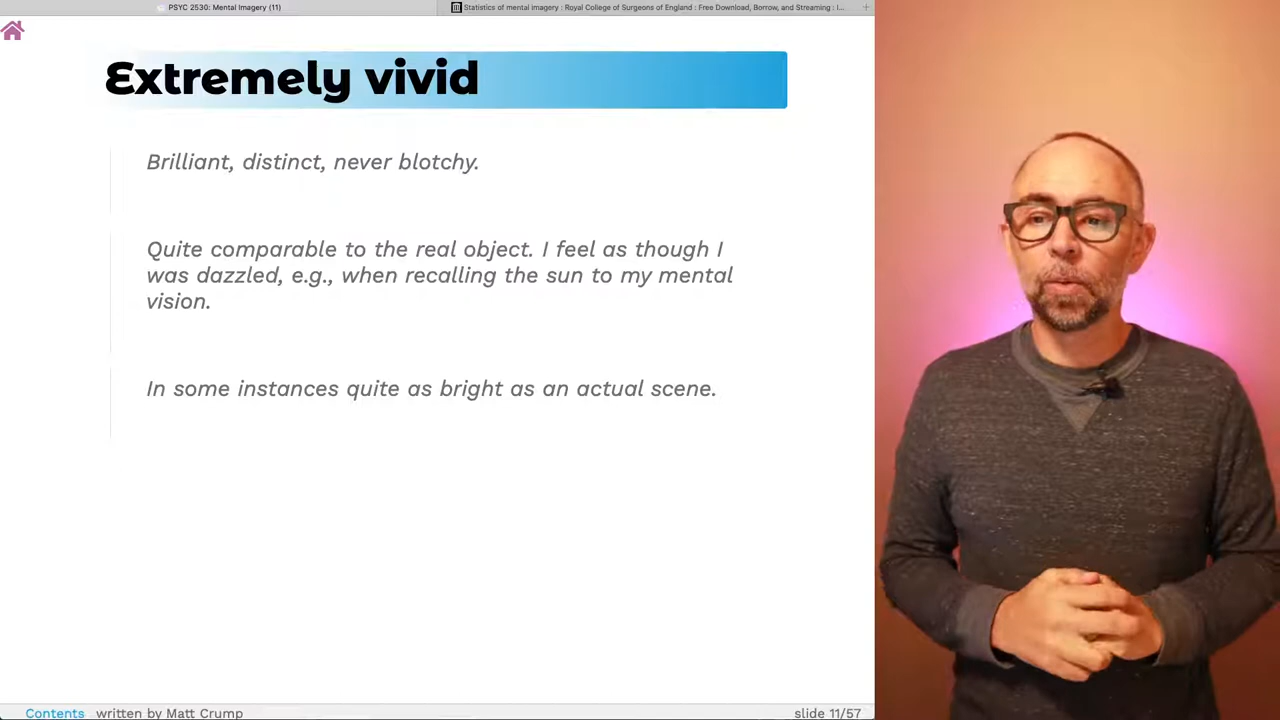 PSYC 2530: Mental Imagery (11)
Statistics of mental imagery : Royal College of Surgeons of England : Free Download, Borrow, and Streaming : I...
Extremely vivid
Brilliant, distinct, never blotchy.
Quite comparable to the real object. I feel as though I
was dazzled, e.g., when recalling the sun to my mental
vision.
In some instances quite as bright as an actual scene.
Contents written by Matt Crump
slide 11/57